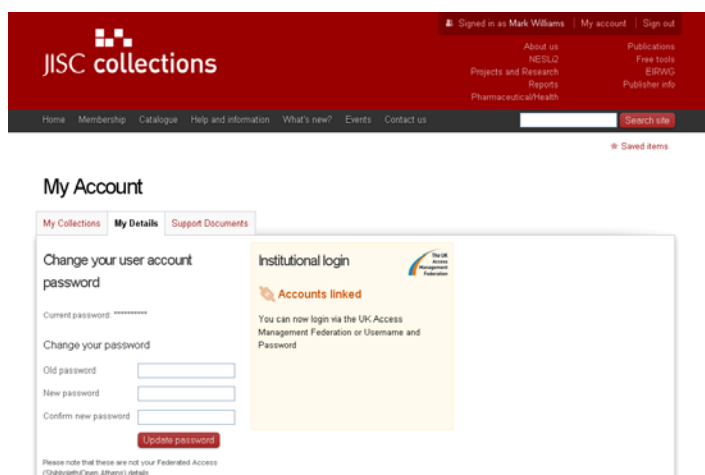 Signed in as Mark Williams | My account | Sign out
JISC collections
About us
NESLi2
Projects and Research
Reports
Pharmaceutical/Health
Publications
Free tools
EIRWG
Publisher info
Home Membership Catalogue Help and information What's new? Events Contact us
Search site
Saved items
My Account
My Collections My Details Support Documents
Change your user account
password
Current password: **********
Change your password
Old password
New password
Confirm new password
Update password
Please note that these are not your Federated Access
(Shibboleth/Open Athens) details.
Institutional login
The UK
Access
Management
Federation
Accounts linked
You can now login via the UK Access
Management Federation or Username and
Password